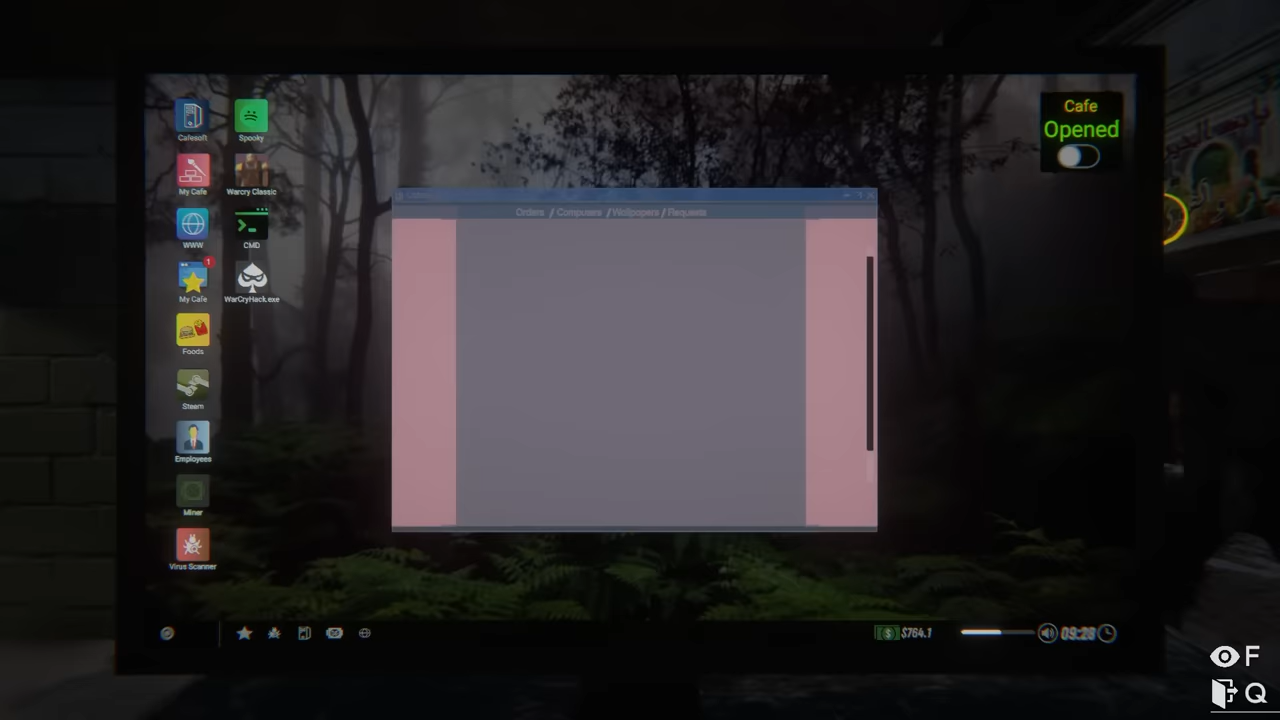 Cafesoft
Spooky
My Cafe
Warcry Classic
WWW
CMD
1
My Cafe
WarCryHack.exe
Foods
Steam
Employees
Miner
Virus Scanner
Orders / Computers / Wallpapers / Requests
Cafe
Opened
$764.1
09:28
F
Q